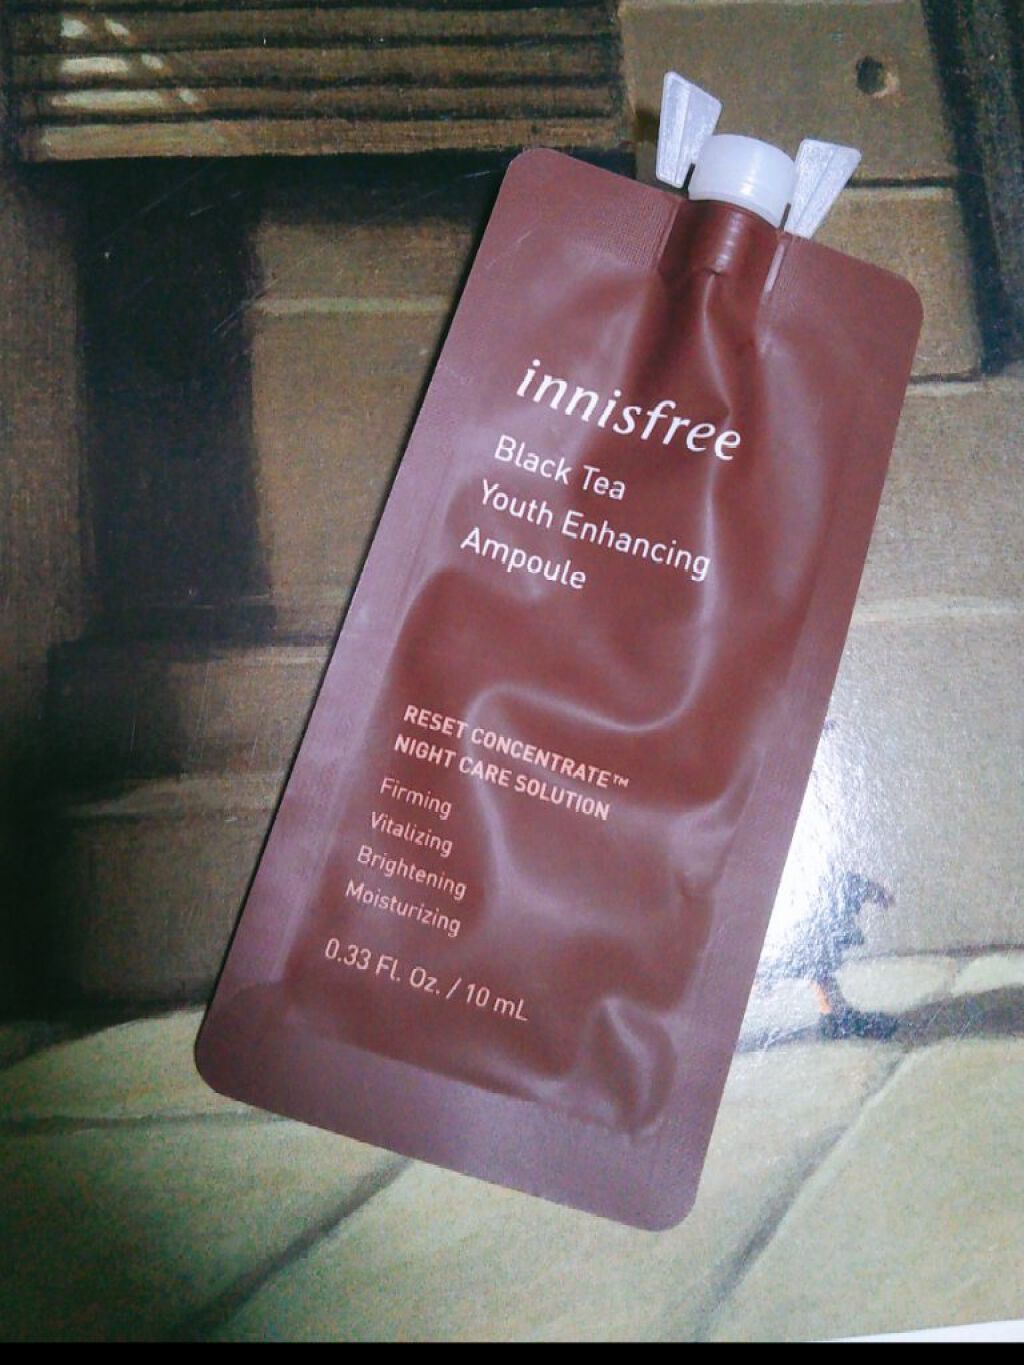 innisfree
Black Tea
Youth Enhancing
Ampoule
RESET CONCENTRATE™
NIGHT CARE SOLUTION
Firming
Vitalizing
Brightening
Moisturizing
0.33 Fl. Oz. / 10 mL